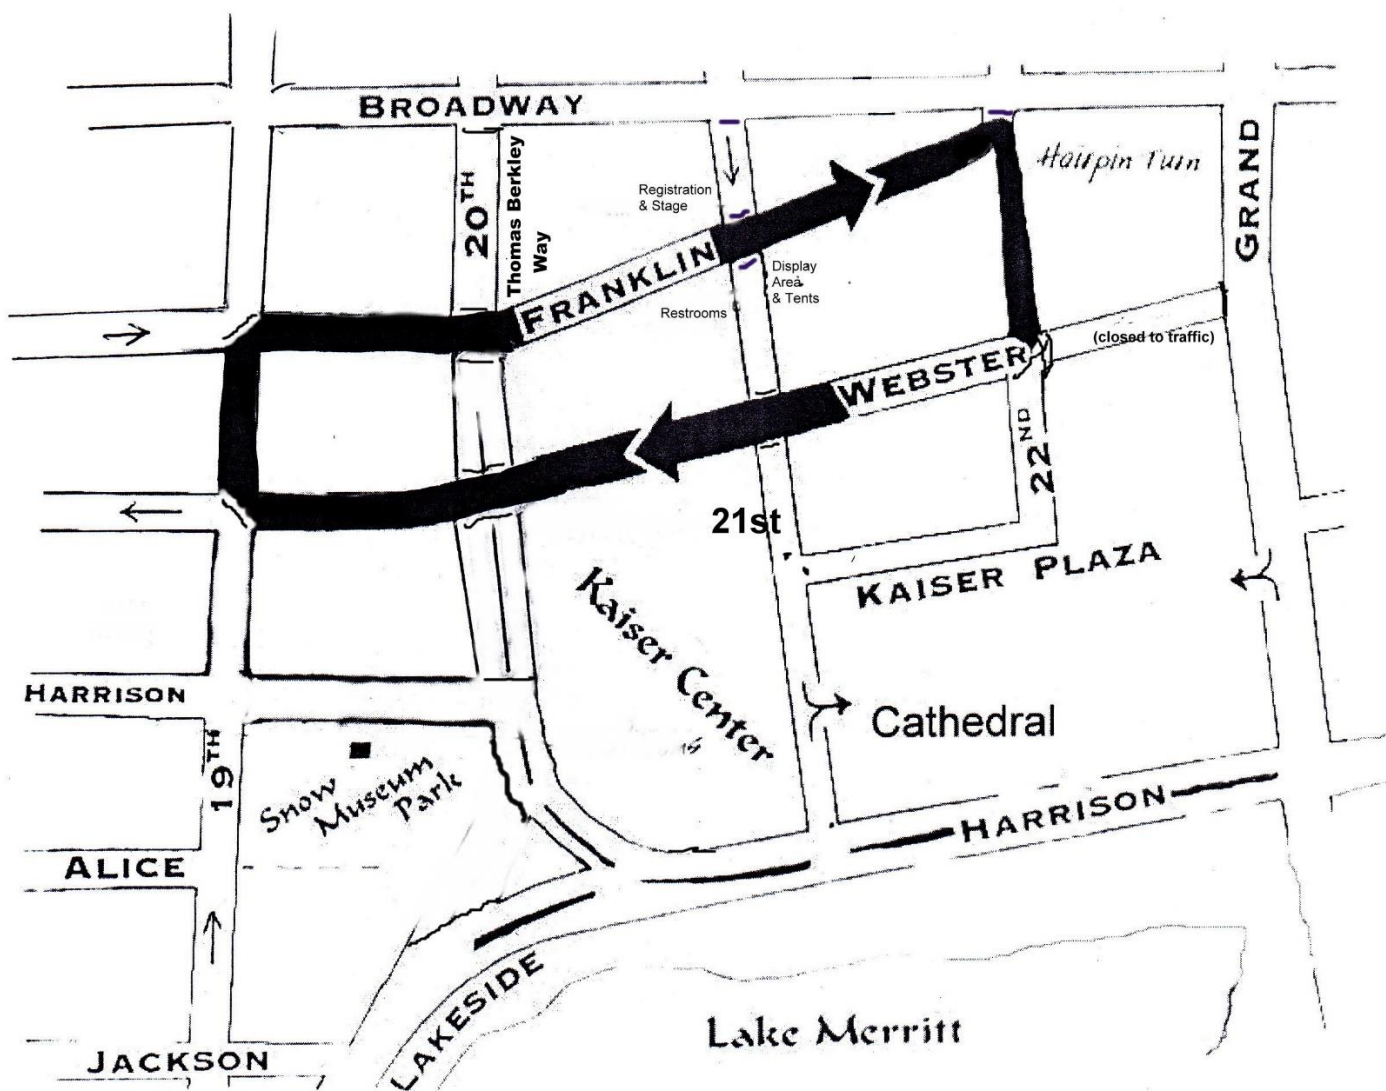 BROADWAY
20TH
Thomas Berkley
Way
Registration
& Stage
Hairpin Turn
GRAND
FRANKLIN
Display
Area
& Tents
Restrooms
(closed to traffic)
WEBSTER
22ND
21st
KAISER PLAZA
Kaiser Center
HARRISON
Cathedral
19TH
Snow
Museum
Park
HARRISON
ALICE
LAKESIDE
Lake Merritt
JACKSON